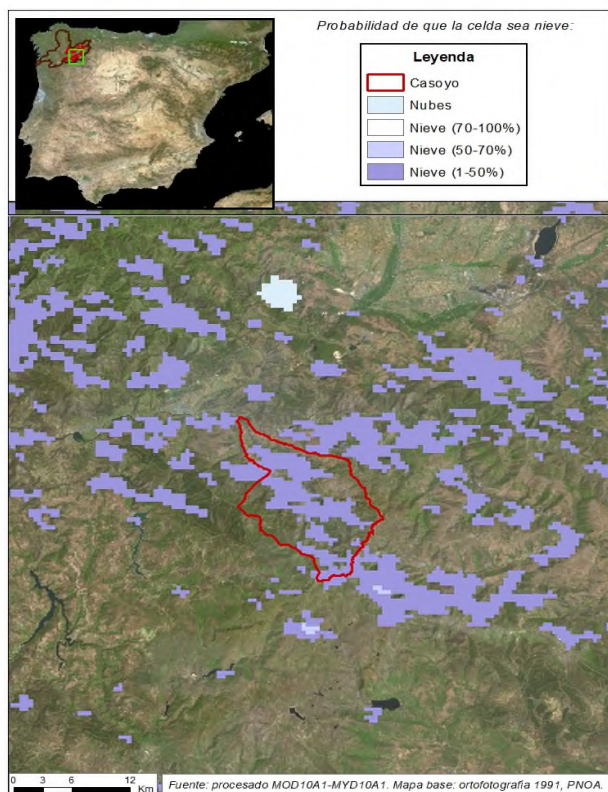 Probabilidad de que la celda sea nieve:
Leyenda
Casoyo
Nubes
Nieve (70-100%)
Nieve (50-70%)
Nieve (1-50%)
0 3 6 12
Km
Fuente: procesado MOD10A1-MYD10A1. Mapa base: ortofotografía 1991, PNOA.